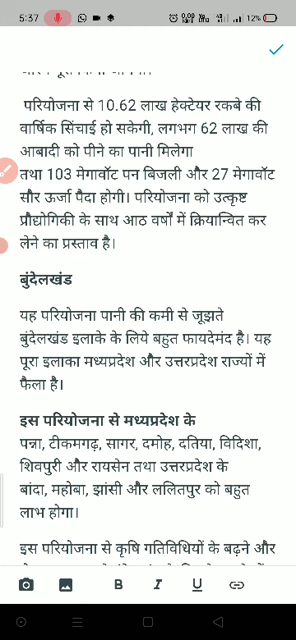 5:37
12%
परियोजना से 10.62 लाख हेक्टेयर रकबे की
वार्षिक सिंचाई हो सकेगी, लगभग 62 लाख की
आबादी को पीने का पानी मिलेगा
तथा 103 मेगावॉट पन बिजली और 27 मेगावॉट
सौर ऊर्जा पैदा होगी। परियोजना को उत्कृष्ट
प्रौद्योगिकी के साथ आठ वर्षों में क्रियान्वित कर
लेने का प्रस्ताव है।
बुंदेलखंड
यह परियोजना पानी की कमी से जूझते
बुंदेलखंड इलाके के लिये बहुत फायदेमंद है। यह
पूरा इलाका मध्यप्रदेश और उत्तरप्रदेश राज्यों में
फैला है।
इस परियोजना से मध्यप्रदेश के
पन्ना, टीकमगढ़, सागर, दमोह, दतिया, विदिशा,
शिवपुरी और रायसेन तथा उत्तरप्रदेश के
बांदा, महोबा, झांसी और ललितपुर को बहुत
लाभ होगा।
इस परियोजना से कृषि गतिविधियों के बढ़ने और
B I U